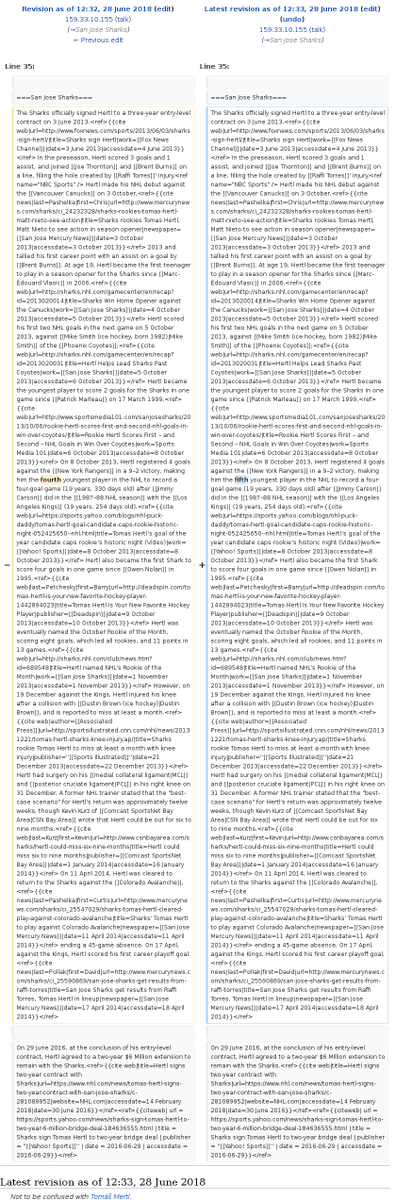 Revision as of 12:32, 28 June 2018 (edit)
159.33.10.155 (talk)
(→San Jose Sharks)
← Previous edit
Line 35:
===San Jose Sharks===
−
The Sharks officially signed Hertl to a three-year entry-level
contract on 3 June 2013.<ref>{{cite
web|url=http://www.foxnews.com/sports/2013/06/03/sharks
-sign-hertl/|title=Sharks sign Hertl|work=[[Fox News
Channel]]|date=3 June 2013|accessdate=4 June 2013}}
</ref> In the preseason, Hertl scored 3 goals and 1
assist, and joined [[Joe Thornton]] and [[Brent Burns]] on
a line, filling the hole created by [[Raffi Torres]]' injury.<ref
name="NBC Sports" /> Hertl made his NHL debut against
the [[Vancouver Canucks]] on 3 October,<ref>{{cite
news|last=Pashelka|first=Chris|url=http://www.mercurynew
s.com/sharks/ci_24232328/sharks-rookies-tomas-hertl-
matt-nieto-see-action|title=Sharks rookies Tomas Hertl,
Matt Nieto to see action in season opener|newspaper=
[[San Jose Mercury News]]|date=3 October
2013|accessdate=3 October 2013}}</ref> 2013 and
tallied his first career point with an assist on a goal by
[[Brent Burns]]. At age 19, Hertl became the first teenager
to play in a season opener for the Sharks since [[Marc-
Édouard Vlasic]] in 2006.<ref>{{cite
web|url=http://sharks.nhl.com/gamecenter/en/recap?
id=2013020014|title=Sharks Win Home Opener against
the Canucks|work=[[San Jose Sharks]]|date=4 October
2013|accessdate=4 October 2013}}</ref> Hertl scored
his first two NHL goals in the next game on 5 October
2013, against [[Mike Smith (ice hockey, born 1982)|Mike
Smith]] of the [[Phoenix Coyotes]];<ref>{{cite
web|url=http://sharks.nhl.com/gamecenter/en/recap?
id=2013020031|title=Hertl Helps Lead Sharks Past
Coyotes|work=[[San Jose Sharks]]|date=5 October
2013|accessdate=6 October 2013}}</ref> Hertl became
the youngest player to score 2 goals for the Sharks in one
game since [[Patrick Marleau]] on 17 March 1999.<ref>
{{cite
web|url=http://www.sportsmedia101.com/sanjosesharks/20
13/10/06/rookie-hertl-scores-first-and-second-nhl-goals-in-
win-over-coyotes/|title=Rookie Hertl Scores First – and
Second – NHL Goals in Win Over Coyotes|work=Sports
Media 101|date=6 October 2013|accessdate=8 October
2013}}</ref> On 8 October 2013, Hertl registered 4 goals
against the [[New York Rangers]] in a 9–2 victory, making
him the fourth youngest player in the NHL to record a
four-goal game (19 years, 330 days old) after [[Jimmy
Carson]] did in the [[1987-88 NHL season]] with the [[Los
Angeles Kings]] (19 years, 254 days old).<ref>{{cite
web|url=https://sports.yahoo.com/blogs/nhl-puck-
daddy/tomas-hertl-goal-candidate-caps-rookie-historic-
night-052425650--nhl.html|title=Tomas Hertl's goal of the
year candidate caps rookie's historic night (Video)|work=
[[Yahoo! Sports]]|date=8 October 2013|accessdate=8
October 2013}}</ref> Hertl also became the first Shark to
score four goals in one game since [[Owen Nolan]] in
1995.<ref>{{cite
web|last=Petchesky|first=Barry|url=http://deadspin.com/to
mas-hertl-is-your-new-favorite-hockey-player-
1442894023|title=Tomas Hertl Is Your New Favorite Hockey
Player|publisher=[[Deadspin]]|date=9 October
2013|accessdate=10 October 2013}}</ref> Hertl was
eventually named the October Rookie of the Month,
scoring eight goals, which led all rookies, and 11 points in
13 games.<ref>{{cite
web|url=http://sharks.nhl.com/club/news.htm?
id=689548|title=Hertl named NHL's Rookie of the
Month|work=[[San Jose Sharks]]|date=1 November
2013|accessdate=1 November 2013}}</ref> However, on
19 December against the Kings, Hertl injured his knee
after a collision with [[Dustin Brown (ice hockey)|Dustin
Brown]], and is reported to miss at least a month.<ref>
{{cite web|author=[[Associated
Press]]|url=http://sportsillustrated.cnn.com/nhl/news/2013
1221/tomas-hertl-sharks-knee-injury.ap/|title=Sharks
rookie Tomas Hertl to miss at least a month with knee
injury|publisher=''[[Sports Illustrated]]''|date=21
December 2013|accessdate=22 December 2013}}</ref>
Hertl had surgery on his [[medial collateral ligament|MCL]]
and [[posterior cruciate ligament|PCL]] in his right knee on
31 December. A former NHL trainer stated that the "best-
case scenario" for Hertl's return was approximately twelve
weeks, though Kevin Kurz of [[Comcast SportsNet Bay
Area|CSN Bay Area]] wrote that Hertl could be out for six to
nine months.<ref>{{cite
web|last=Kurz|first=Kevin|url=http://www.csnbayarea.com/s
harks/hertl-could-miss-six-nine-months|title=Hertl could
miss six to nine months|publisher=[[Comcast SportsNet
Bay Area]]|date=1 January 2014|accessdate=16 January
2014}}</ref> On 11 April 2014, Hertl was cleared to
return to the Sharks against the [[Colorado Avalanche]],
<ref>{{cite
news|last=Pashelka|first=Curtis|url=http://www.mercuryne
ws.com/sharks/ci_25547029/sharks-tomas-hertl-cleared-
play-against-colorado-avalanche|title=Sharks' Tomas Hertl
to play vs. Colorado Avalanche|newspaper=[[San Jose
Mercury News]]|date=11 April 2014|accessdate=11 April
2014}}</ref> ending a 45-game absence. On 17 April,
against the Kings, Hertl scored his first career playoff goal.
<ref>{{cite
news|last=Pollak|first=David|url=http://www.mercurynews.c
om/sharks/ci_25590869/san-jose-sharks-get-results-from-
raffi-torres|title=San Jose Sharks get results from Raffi
Torres, Tomas Hertl in lineup|newspaper=[[San Jose
Mercury News]]|date=17 April 2014|accessdate=18 April
2014}}</ref>
On 29 June 2016, at the conclusion of his entry-level
contract, Hertl agreed to a two-year $6 Million extension to
remain with the Sharks.<ref>{{cite web|title=Hertl signs
two-year contract with
Sharks|url=https://www.nhl.com/news/tomas-hertl-signs-
two-year-contract-with-san-jose-sharks/c-
281089952|website=NHL.com|accessdate=14 February
2018|date=30 June 2016}}</ref><ref>{{citeweb| url =
https://sports.yahoo.com/news/sharks-sign-tomas-hertl-to-
two-year-6-million-bridge-deal-184636555.html | title =
Sharks sign Tomas Hertl to two-year bridge deal | publisher
= ''[[Yahoo! Sports]]'' | date = 2016-06-29 | accessdate =
2016-06-29}}</ref>
Latest revision as of 12:33, 28 June 2018 (edit)
(undo)
159.33.10.155 (talk)
(→San Jose Sharks)
Line 35:
===San Jose Sharks===
+
The Sharks officially signed Hertl to a three-year entry-level
contract on 3 June 2013.<ref>{{cite
web|url=http://www.foxnews.com/sports/2013/06/03/sharks
-sign-hertl/|title=Sharks sign Hertl|work=[[Fox News
Channel]]|date=3 June 2013|accessdate=4 June 2013}}
</ref> In the preseason, Hertl scored 3 goals and 1
assist, and joined [[Joe Thornton]] and [[Brent Burns]] on
a line, filling the hole created by [[Raffi Torres]]' injury.<ref
name="NBC Sports" /> Hertl made his NHL debut against
the [[Vancouver Canucks]] on 3 October,<ref>{{cite
news|last=Pashelka|first=Chris|url=http://www.mercurynew
s.com/sharks/ci_24232328/sharks-rookies-tomas-hertl-
matt-nieto-see-action|title=Sharks rookies Tomas Hertl,
Matt Nieto to see action in season opener|newspaper=
[[San Jose Mercury News]]|date=3 October
2013|accessdate=3 October 2013}}</ref> 2013 and
tallied his first career point with an assist on a goal by
[[Brent Burns]]. At age 19, Hertl became the first teenager
to play in a season opener for the Sharks since [[Marc-
Édouard Vlasic]] in 2006.<ref>{{cite
web|url=http://sharks.nhl.com/gamecenter/en/recap?
id=2013020014|title=Sharks Win Home Opener against
the Canucks|work=[[San Jose Sharks]]|date=4 October
2013|accessdate=4 October 2013}}</ref> Hertl scored
his first two NHL goals in the next game on 5 October
2013, against [[Mike Smith (ice hockey, born 1982)|Mike
Smith]] of the [[Phoenix Coyotes]];<ref>{{cite
web|url=http://sharks.nhl.com/gamecenter/en/recap?
id=2013020031|title=Hertl Helps Lead Sharks Past
Coyotes|work=[[San Jose Sharks]]|date=5 October
2013|accessdate=6 October 2013}}</ref> Hertl became
the youngest player to score 2 goals for the Sharks in one
game since [[Patrick Marleau]] on 17 March 1999.<ref>
{{cite
web|url=http://www.sportsmedia101.com/sanjosesharks/20
13/10/06/rookie-hertl-scores-first-and-second-nhl-goals-in-
win-over-coyotes/|title=Rookie Hertl Scores First – and
Second – NHL Goals in Win Over Coyotes|work=Sports
Media 101|date=6 October 2013|accessdate=8 October
2013}}</ref> On 8 October 2013, Hertl registered 4 goals
against the [[New York Rangers]] in a 9–2 victory, making
him the fifth youngest player in the NHL to record a four-
goal game (19 years, 330 days old) after [[Jimmy Carson]]
did in the [[1987-88 NHL season]] with the [[Los Angeles
Kings]] (19 years, 254 days old).<ref>{{cite
web|url=https://sports.yahoo.com/blogs/nhl-puck-
daddy/tomas-hertl-goal-candidate-caps-rookie-historic-
night-052425650--nhl.html|title=Tomas Hertl's goal of the
year candidate caps rookie's historic night (Video)|work=
[[Yahoo! Sports]]|date=8 October 2013|accessdate=8
October 2013}}</ref> Hertl also became the first Shark to
score four goals in one game since [[Owen Nolan]] in
1995.<ref>{{cite
web|last=Petchesky|first=Barry|url=http://deadspin.com/to
mas-hertl-is-your-new-favorite-hockey-player-
1442894023|title=Tomas Hertl Is Your New Favorite Hockey
Player|publisher=[[Deadspin]]|date=9 October
2013|accessdate=10 October 2013}}</ref> Hertl was
eventually named the October Rookie of the Month,
scoring eight goals, which led all rookies, and 11 points in
13 games.<ref>{{cite
web|url=http://sharks.nhl.com/club/news.htm?
id=689548|title=Hertl named NHL's Rookie of the
Month|work=[[San Jose Sharks]]|date=1 November
2013|accessdate=1 November 2013}}</ref> However, on
19 December against the Kings, Hertl injured his knee
after a collision with [[Dustin Brown (ice hockey)|Dustin
Brown]], and is reported to miss at least a month.<ref>
{{cite web|author=[[Associated
Press]]|url=http://sportsillustrated.cnn.com/nhl/news/2013
1221/tomas-hertl-sharks-knee-injury.ap/|title=Sharks
rookie Tomas Hertl to miss at least a month with knee
injury|publisher=''[[Sports Illustrated]]''|date=21
December 2013|accessdate=22 December 2013}}</ref>
Hertl had surgery on his [[medial collateral ligament|MCL]]
and [[posterior cruciate ligament|PCL]] in his right knee on
31 December. A former NHL trainer stated that the "best-
case scenario" for Hertl's return was approximately twelve
weeks, though Kevin Kurz of [[Comcast SportsNet Bay
Area|CSN Bay Area]] wrote that Hertl could be out for six to
nine months.<ref>{{cite
web|last=Kurz|first=Kevin|url=http://www.csnbayarea.com/s
harks/hertl-could-miss-six-nine-months|title=Hertl could
miss six to nine months|publisher=[[Comcast SportsNet
Bay Area]]|date=1 January 2014|accessdate=16 January
2014}}</ref> On 11 April 2014, Hertl was cleared to
return to the Sharks against the [[Colorado Avalanche]],
<ref>{{cite
news|last=Pashelka|first=Curtis|url=http://www.mercuryne
ws.com/sharks/ci_25547029/sharks-tomas-hertl-cleared-
play-against-colorado-avalanche|title=Sharks' Tomas Hertl
to play vs. Colorado Avalanche|newspaper=[[San Jose
Mercury News]]|date=11 April 2014|accessdate=11 April
2014}}</ref> ending a 45-game absence. On 17 April,
against the Kings, Hertl scored his first career playoff goal.
<ref>{{cite
news|last=Pollak|first=David|url=http://www.mercurynews.c
om/sharks/ci_25590869/san-jose-sharks-get-results-from-
raffi-torres|title=San Jose Sharks get results from Raffi
Torres, Tomas Hertl in lineup|newspaper=[[San Jose
Mercury News]]|date=17 April 2014|accessdate=18 April
2014}}</ref>
On 29 June 2016, at the conclusion of his entry-level
contract, Hertl agreed to a two-year $6 Million extension to
remain with the Sharks.<ref>{{cite web|title=Hertl signs
two-year contract with
Sharks|url=https://www.nhl.com/news/tomas-hertl-signs-
two-year-contract-with-san-jose-sharks/c-
281089952|website=NHL.com|accessdate=14 February
2018|date=30 June 2016}}</ref><ref>{{citeweb| url =
https://sports.yahoo.com/news/sharks-sign-tomas-hertl-to-
two-year-6-million-bridge-deal-184636555.html | title =
Sharks sign Tomas Hertl to two-year bridge deal | publisher
= ''[[Yahoo! Sports]]'' | date = 2016-06-29 | accessdate =
2016-06-29}}</ref>
Latest revision as of 12:33, 28 June 2018
Not to be confused with Tomáš Mertl.